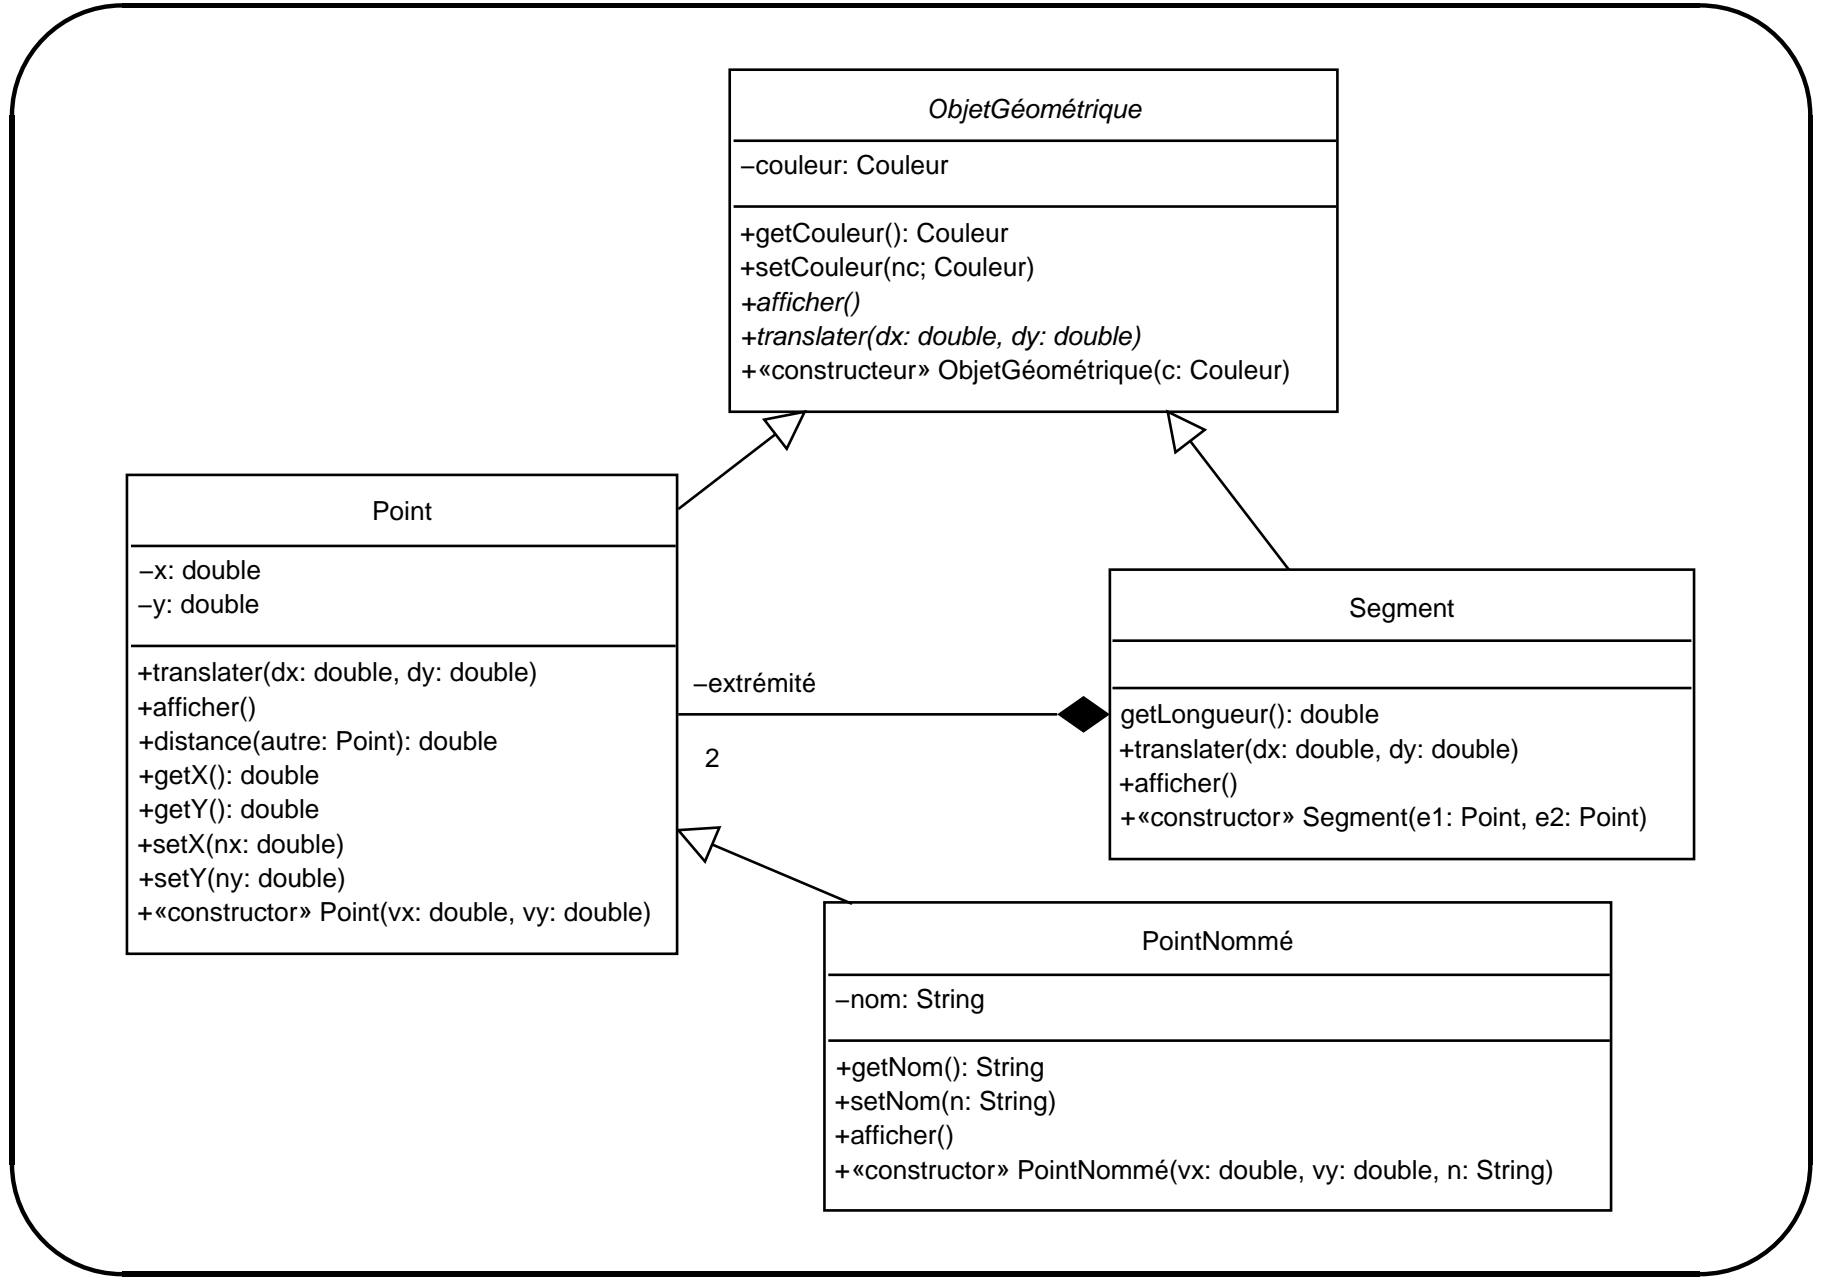 ObjetGéométrique
–couleur: Couleur
+getCouleur(): Couleur
+setCouleur(nc; Couleur)
+afficher()
+translater(dx: double, dy: double)
+«constructeur» ObjetGéométrique(c: Couleur)
Point
–x: double
–y: double
+translater(dx: double, dy: double)
+afficher()
+distance(autre: Point): double
+getX(): double
+getY(): double
+setX(nx: double)
+setY(ny: double)
+«constructor» Point(vx: double, vy: double)
–extrémité
2
Segment
getLongueur(): double
+translater(dx: double, dy: double)
+afficher()
+«constructor» Segment(e1: Point, e2: Point)
PointNommé
–nom: String
+getNom(): String
+setNom(n: String)
+afficher()
+«constructor» PointNommé(vx: double, vy: double, n: String)